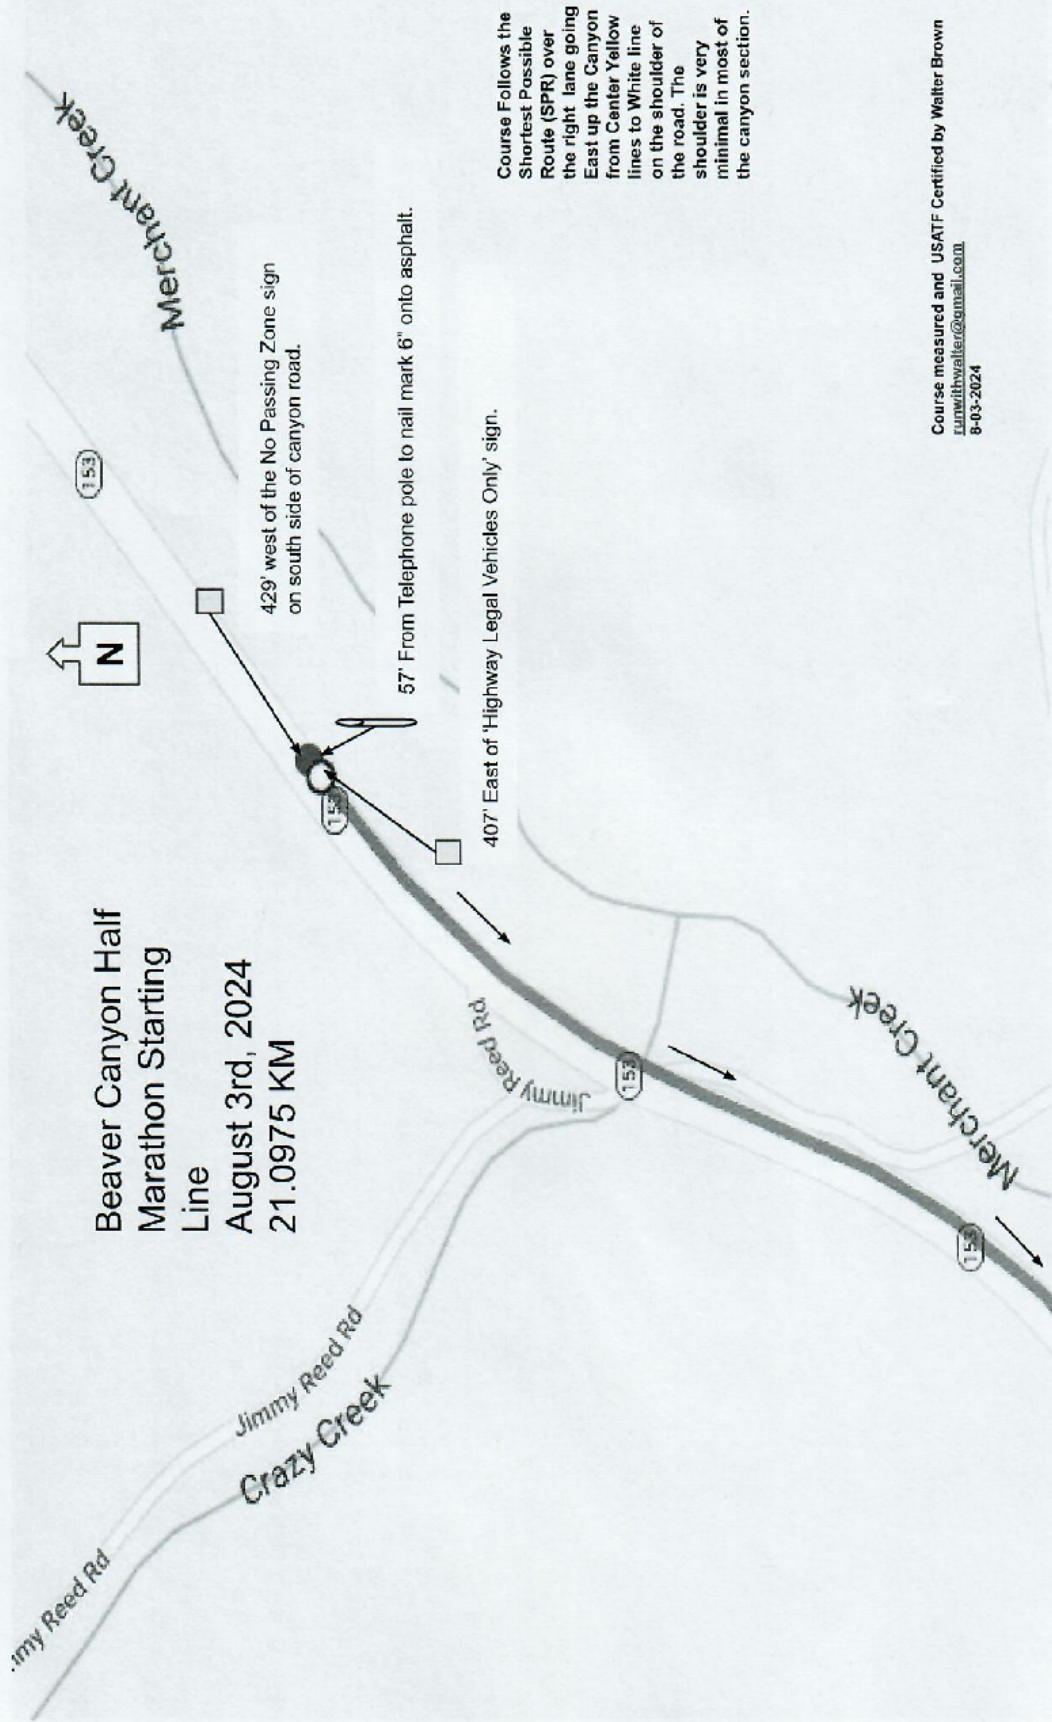 Beaver Canyon Half
Marathon Starting
Line
August 3rd, 2024
21.0975 KM
N
153
Merchant Creek
429' west of the No Passing Zone sign
on south side of canyon road.
57' From Telephone pole to nail mark 6" onto asphalt.
407' East of 'Highway Legal Vehicles Only' sign.
153
Jimmy Reed Rd
Jimmy Reed Rd
153
Merchant Creek
Merchant Creek
153
Jimmy Reed Rd
Crazy Creek
my Reed Rd
Course Follows the
Shortest Possible
Route (SPR) over
the right lane going
East up the Canyon
from Center Yellow
lines to White line
on the shoulder of
the road. The
shoulder is very
minimal in most of
the canyon section.
Course measured and USATF Certified by Walter Brown
runwithwalter@gmail.com
8-03-2024